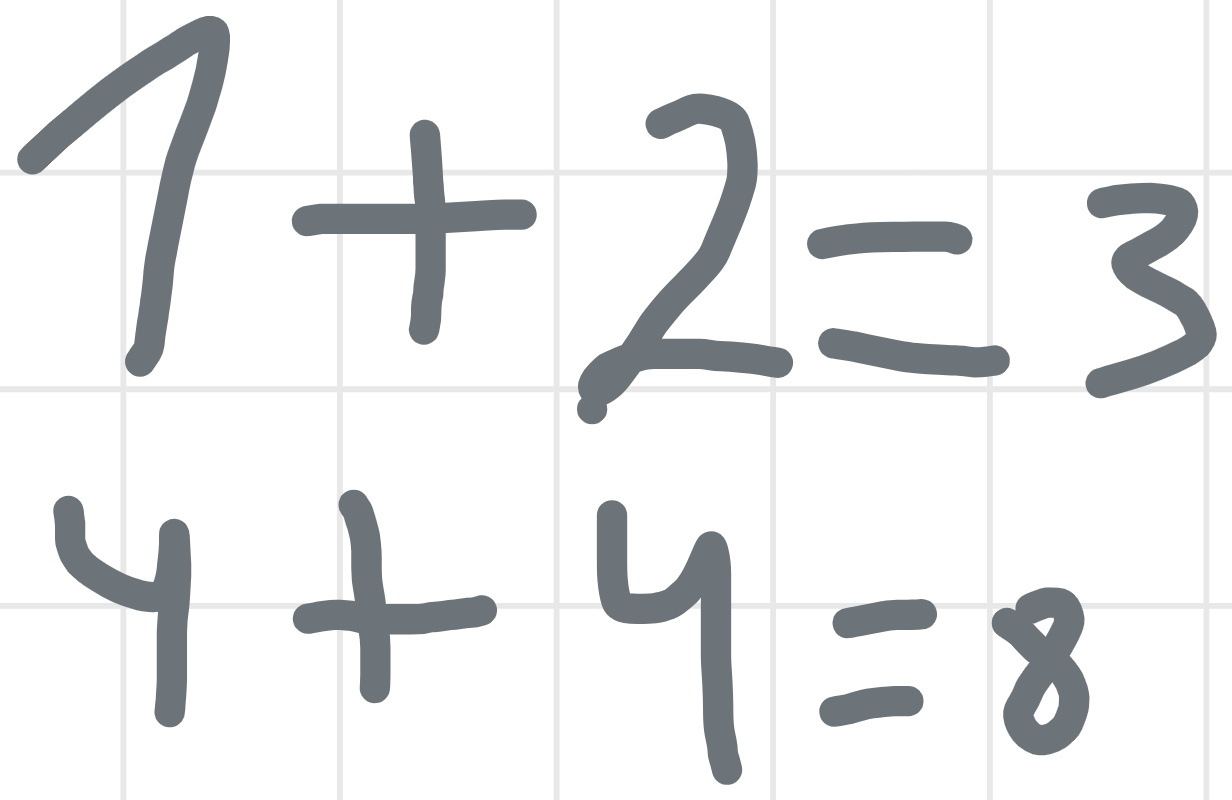 1 + 2 = 3
4 + 4 = 8